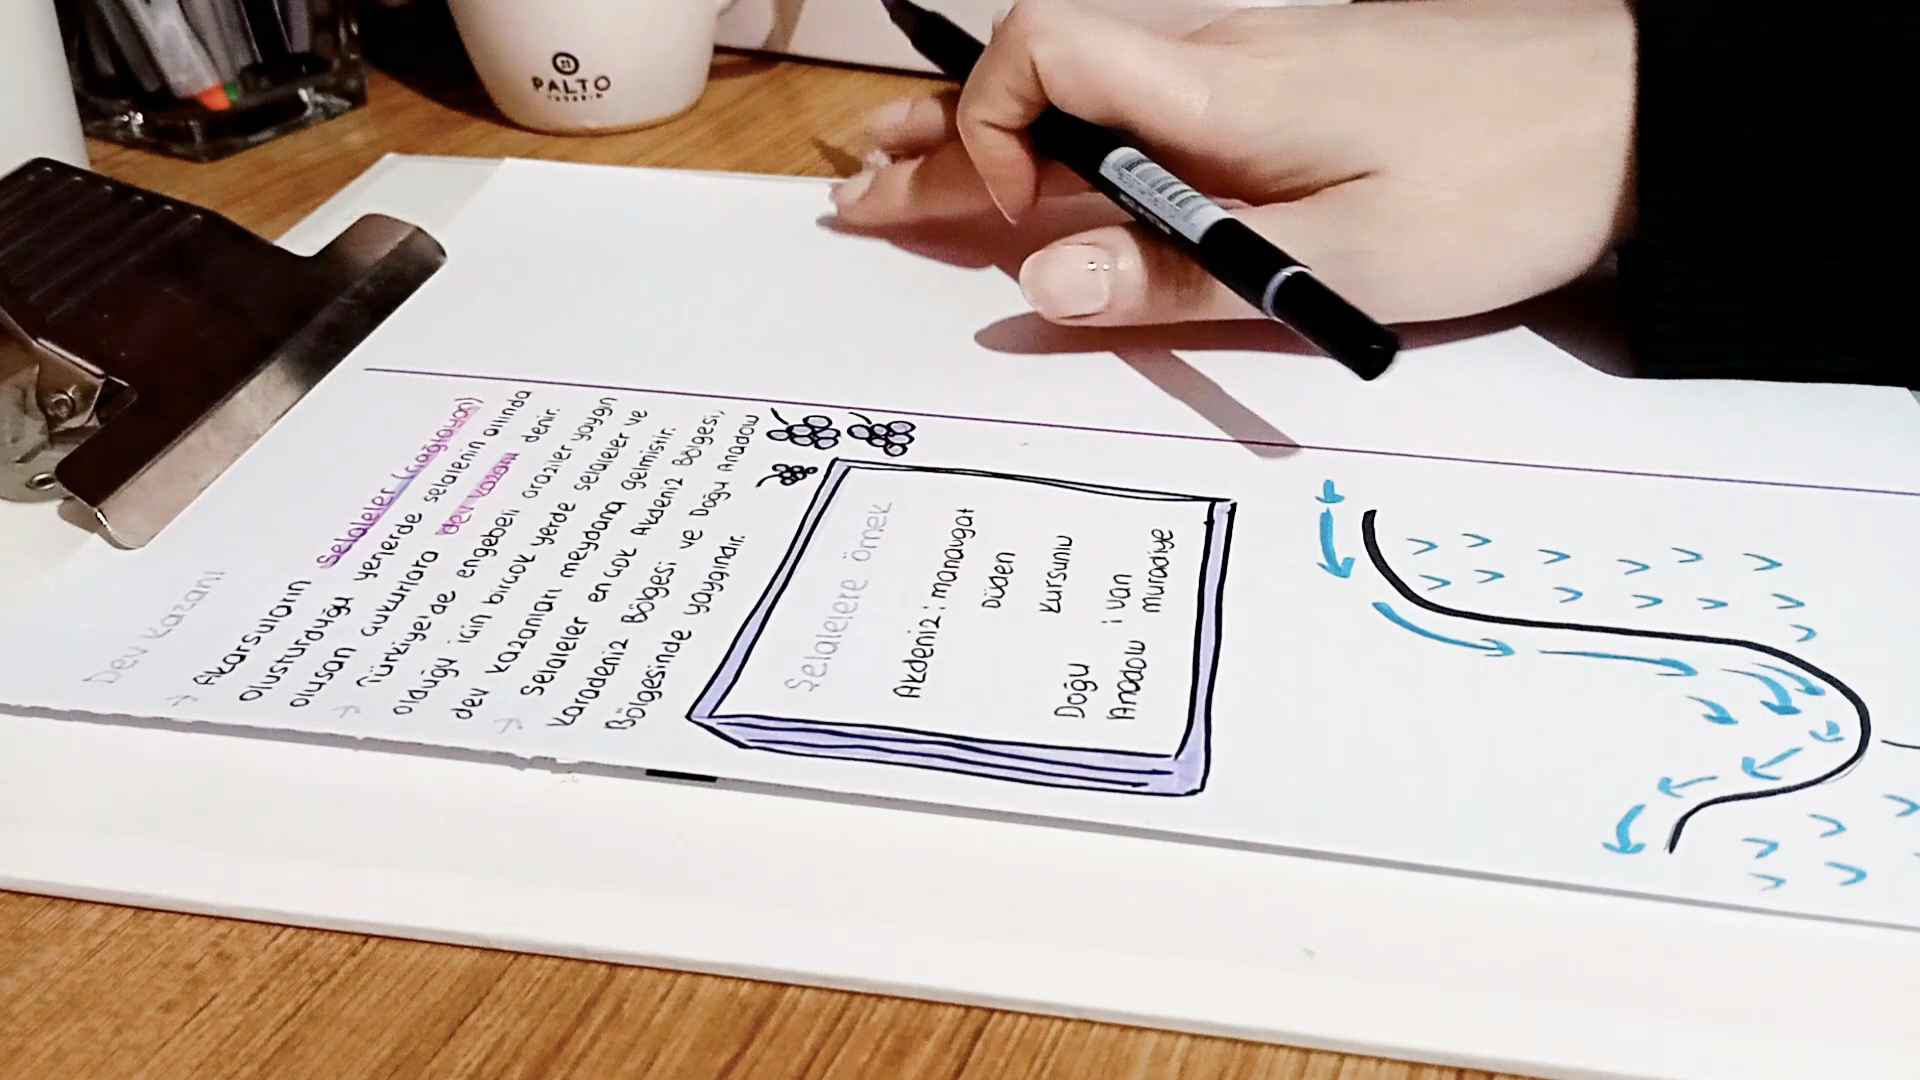 PALTO
TASARIM
Dev Kazanı
→ Akarsuların şelaleler (çağlayan)
oluşturduğu yerlerde şelalenin altında
oluşan çukurlara dev kazanı denir.
→ Türkiye'de engebeli araziler yaygın
olduğu için birçok yerde şelaleler ve
dev kazanları meydana gelmiştir.
→ Şelaleler en çok Akdeniz Bölgesi,
Karadeniz Bölgesi ve Doğu Anadolu
Bölgesinde yaygındır.
Şelalelere örnek
Akdeniz : manavgat
Düden
Kurşunlu
Doğu
Anadolu : Van
muradiye